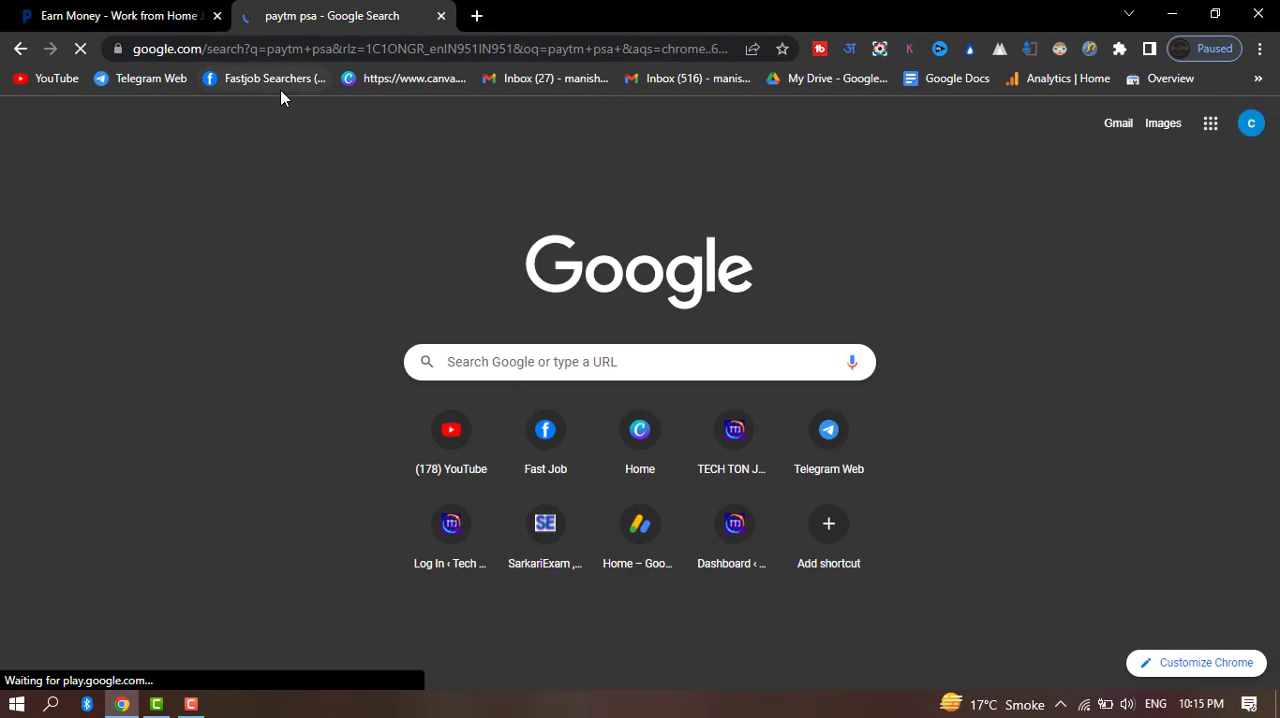 Earn Money - Work from Home J
paytm psa - Google Search
google.com/search?q=paytm+psa&rlz=1C1ONGR_enIN951IN951&oq=paytm+psa+&aqs=chrome..6...
Paused
YouTube
Telegram Web
Fastjob Searchers (...
https://www.canva....
Inbox (27) - manish...
Inbox (516) - manis...
My Drive - Google...
Google Docs
Analytics | Home
Overview
Gmail
Images
C
Google
Search Google or type a URL
(178) YouTube
Fast Job
Home
TECH TON J...
Telegram Web
SE
Log In ‹ Tech ...
SarkariExam ,...
Home – Goo...
Dashboard ‹ ...
Add shortcut
Customize Chrome
Waiting for play.google.com...
17°C Smoke
ENG
10:15 PM